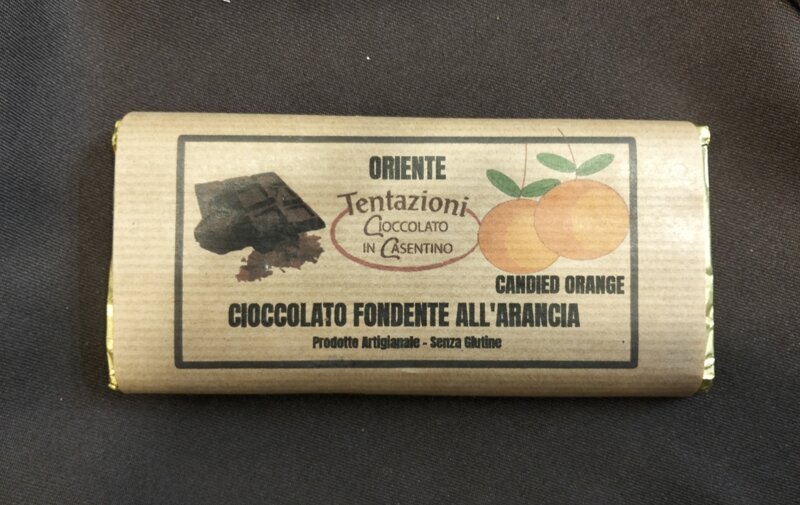 ORIENTE
Tentazioni
CIOCCOLATO
IN CASENTINO
CANDIED ORANGE
CIOCCOLATO FONDENTE ALL'ARANCIA
Prodotto Artigianale - Senza Glutine